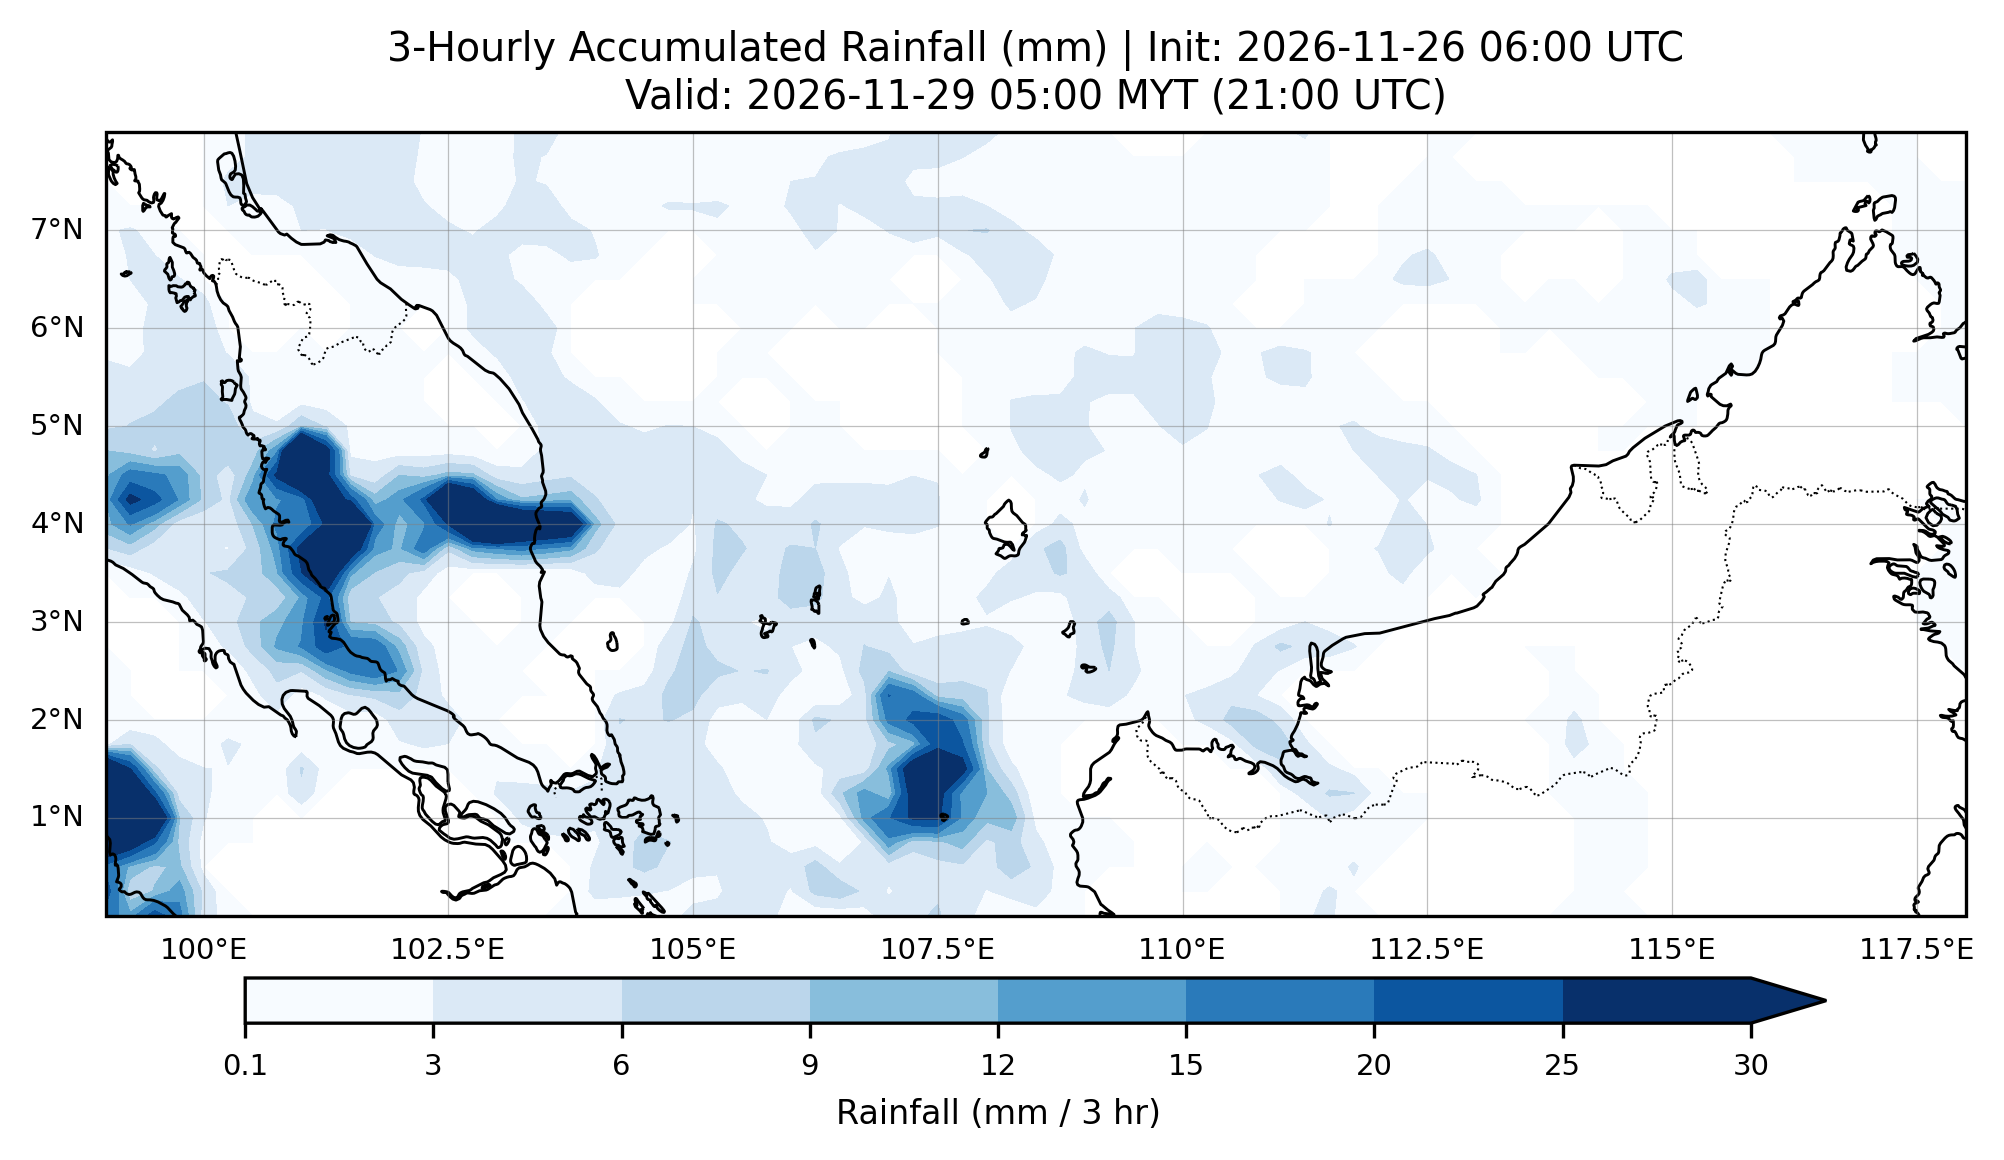 3-Hourly Accumulated Rainfall (mm) | Init: 2026-11-26 06:00 UTC
Valid: 2026-11-29 05:00 MYT (21:00 UTC)
7°N
6°N
5°N
4°N
3°N
2°N
1°N
100°E 102.5°E 105°E 107.5°E 110°E 112.5°E 115°E 117.5°E
0.1 3 6 9 12 15 20 25 30
Rainfall (mm / 3 hr)